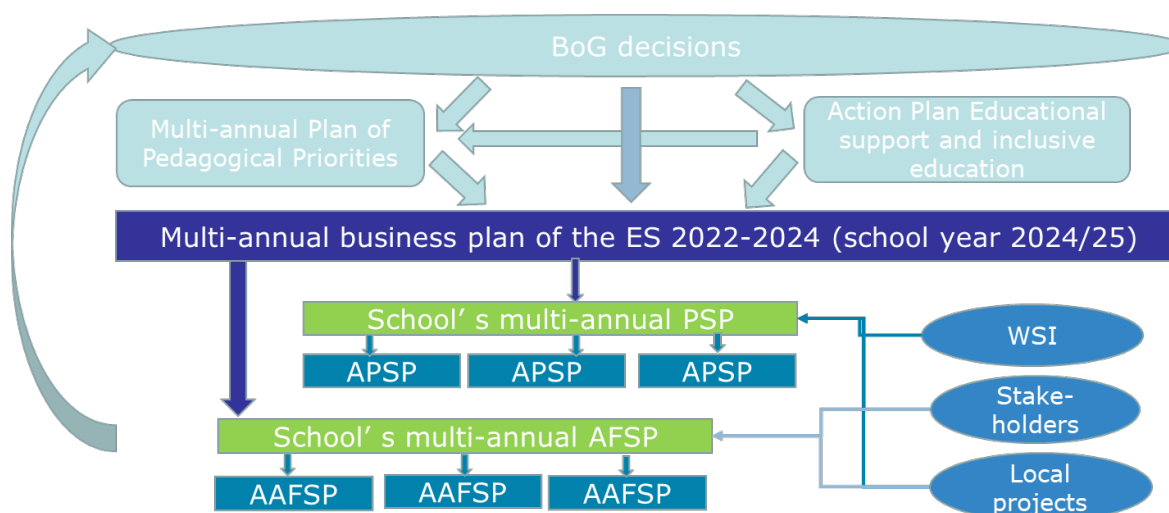 BoG decisions
Multi-annual Plan of
Pedagogical Priorities
Action Plan Educational
support and inclusive
education
Multi-annual business plan of the ES 2022-2024 (school year 2024/25)
School’ s multi-annual PSP
APSP
APSP
APSP
WSI
Stake-
holders
School’ s multi-annual AFSP
AAFSP
AAFSP
AAFSP
Local
projects